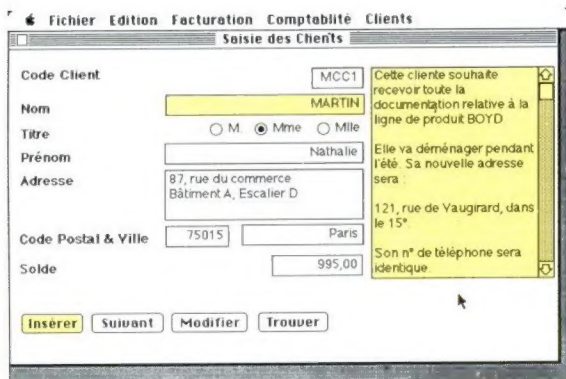 Fichier Edition Facturation Comptablité Clients
Saisie des Clients
Code Client MCC1
Nom MARTIN
Titre M. Mme Mlle
Prénom Nathalie
Adresse 87, rue du commerce
Bâtiment A, Escalier D
Code Postal & Ville 75015 Paris
Solde 995,00
Cette cliente souhaite
recevoir toute la
documentation relative à la
ligne de produit BOYD
Elle va déménager pendant
l'été. Sa nouvelle adresse
sera :
121, rue de Vaugirard, dans
le 15°.
Son n° de téléphone sera
identique.
Insérer Suivant Modifier Trouver